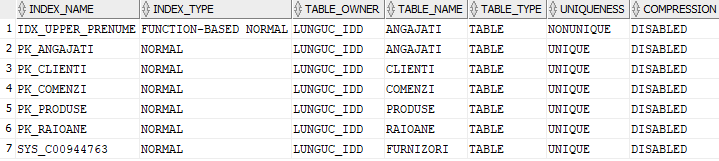 INDEX_NAME INDEX_TYPE TABLE_OWNER TABLE_NAME TABLE_TYPE UNIQUENESS COMPRESSION
1 IDX_UPPER_PRENUME FUNCTION-BASED NORMAL LUNGUC_IDD ANGAJATI TABLE NONUNIQUE DISABLED
2 PK_ANGAJATI NORMAL LUNGUC_IDD ANGAJATI TABLE UNIQUE DISABLED
3 PK_CLIENTI NORMAL LUNGUC_IDD CLIENTI TABLE UNIQUE DISABLED
4 PK_COMENZI NORMAL LUNGUC_IDD COMENZI TABLE UNIQUE DISABLED
5 PK_PRODUSE NORMAL LUNGUC_IDD PRODUSE TABLE UNIQUE DISABLED
6 PK_RAIOANE NORMAL LUNGUC_IDD RAIOANE TABLE UNIQUE DISABLED
7 SYS_C00944763 NORMAL LUNGUC_IDD FURNIZORI TABLE UNIQUE DISABLED